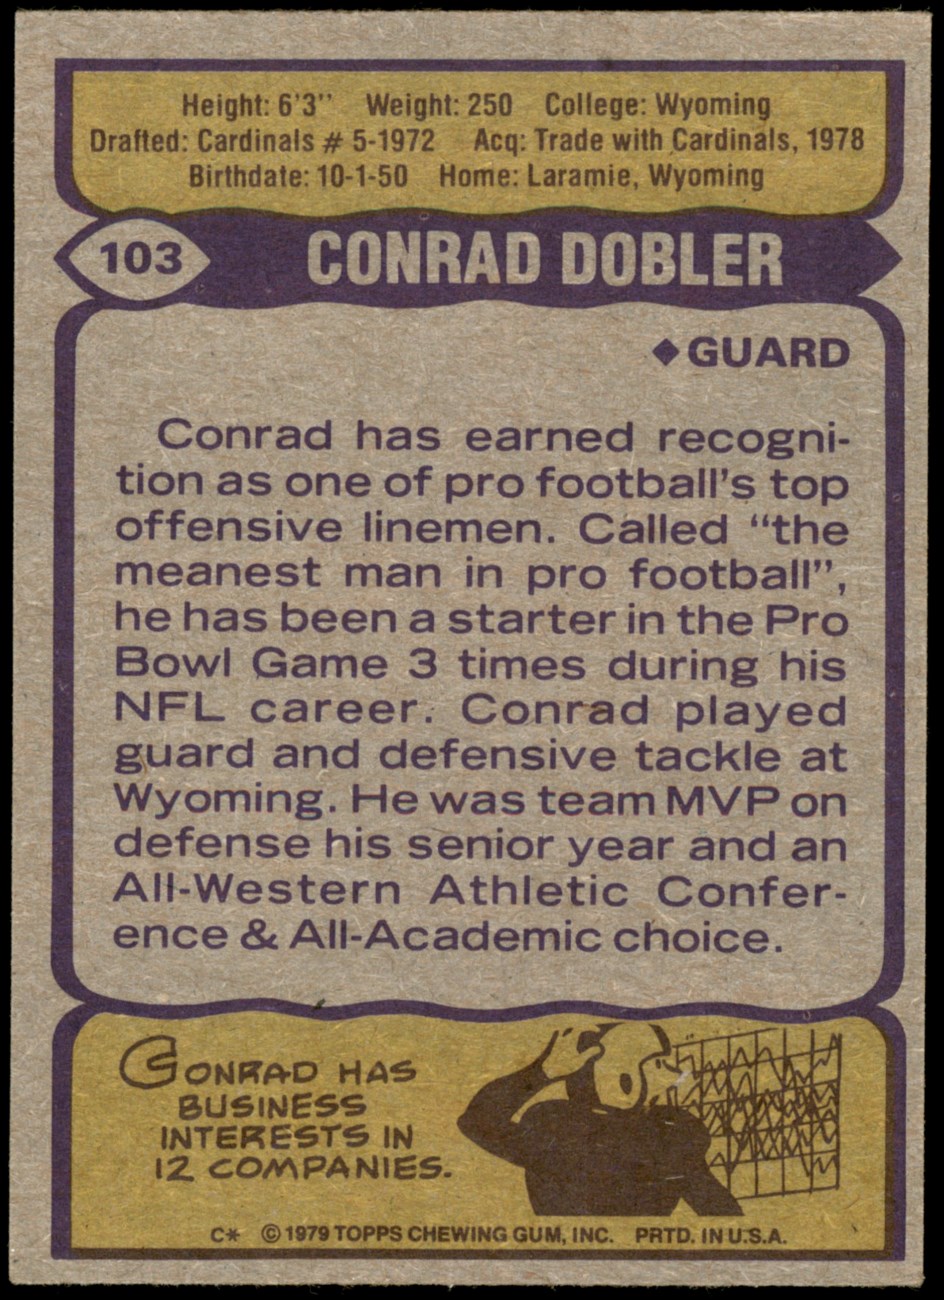 Height: 6'3" Weight: 250 College: Wyoming
Drafted: Cardinals # 5-1972 Acq: Trade with Cardinals, 1978
Birthdate: 10-1-50 Home: Laramie, Wyoming
103 CONRAD DOBLER
◆GUARD
Conrad has earned recogni-
tion as one of pro football's top
offensive linemen. Called "the
meanest man in pro football",
he has been a starter in the Pro
Bowl Game 3 times during his
NFL career. Conrad played
guard and defensive tackle at
Wyoming. He was team MVP on
defense his senior year and an
All-Western Athletic Confer-
ence & All-Academic choice.
CONRAD HAS
BUSINESS
INTERESTS IN
12 COMPANIES.
C* © 1979 TOPPS CHEWING GUM, INC. PRTD. IN U.S.A.